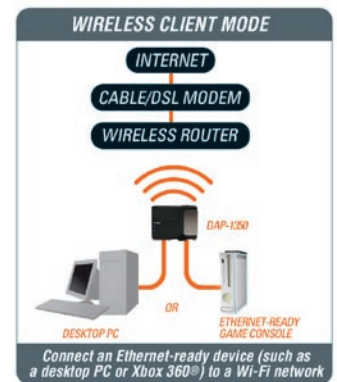 WIRELESS CLIENT MODE
INTERNET
CABLE/DSL MODEM
WIRELESS ROUTER
DAP-1350
OR
DESKTOP PC
ETHERNET-READY
GAME CONSOLE
Connect an Ethernet-ready device (such as
a desktop PC or Xbox 360®) to a Wi-Fi network